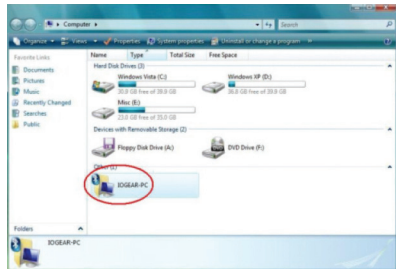 Computer
Search
Organize Views Properties System properties Uninstall or change a program
Name Type Total Size Free Space
Favorite Links
Documents
Pictures
Music
Recently Changed
Searches
Public
Hard Disk Drives (3)
Windows Vista (C:)
Windows XP (D:)
Misc (E:)
Devices with Removable Storage (2)
Floppy Disk Drive (A:)
DVD Drive (F:)
IOGEAR-PC
Folders
IOGEAR-PC